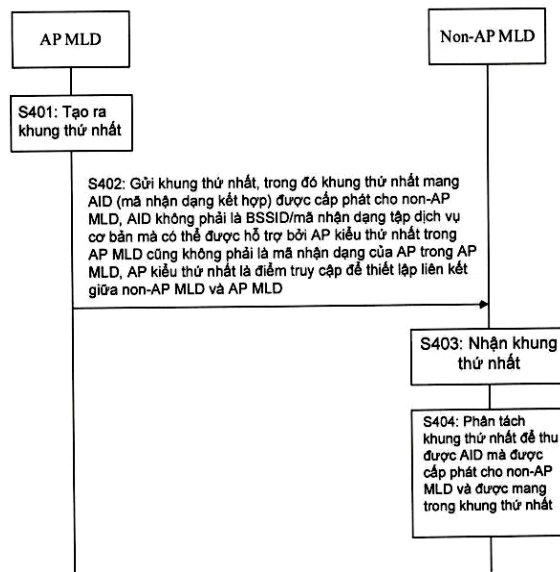 AP MLD
Non-AP MLD
S401: Tạo ra
khung thứ nhất
S402: Gửi khung thứ nhất, trong đó khung thứ nhất mang
AID (mã nhận dạng kết hợp) được cấp phát cho non-AP
MLD, AID không phải là BSSID/mã nhận dạng tập dịch vụ
cơ bản mà có thể được hỗ trợ bởi AP kiểu thứ nhất trong
AP MLD cũng không phải là mã nhận dạng của AP trong AP
MLD, AP kiểu thứ nhất là điểm truy cập để thiết lập liên kết
giữa non-AP MLD và AP MLD
S403: Nhận khung
thứ nhất
S404: Phân tách
khung thứ nhất để thu
được AID mà được
cấp phát cho non-AP
MLD và được mang
trong khung thứ nhất